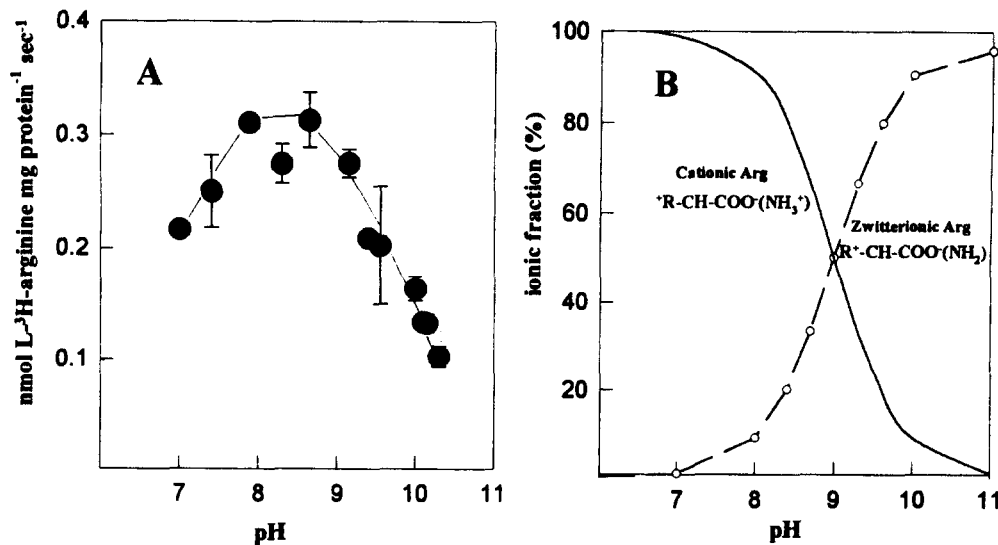 A
nmol L-³H-arginine mg protein⁻¹ sec⁻¹
0.4
0.3
0.2
0.1
7 8 9 10 11
pH
B
ionic fraction (%)
100
80
60
40
20
Cationic Arg
⁺R-CH-COO⁻(NH₃⁺)
Zwitterionic Arg
R⁺-CH-COO⁻(NH₂)
7 8 9 10 11
pH